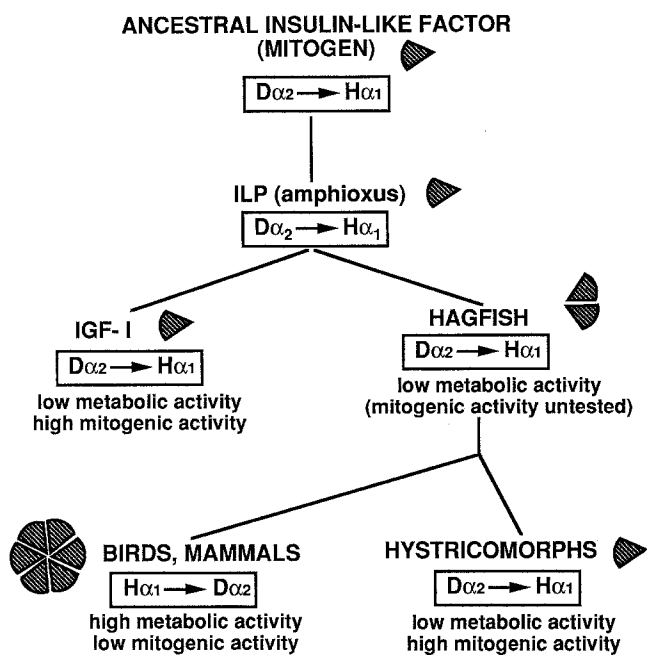 ANCESTRAL INSULIN-LIKE FACTOR
(MITOGEN)
Dα2 → Hα1
ILP (amphioxus)
Dα₂ → Hα₁
IGF- I
Dα2 → Hα1
low metabolic activity
high mitogenic activity
HAGFISH
Dα2 → Hα1
low metabolic activity
(mitogenic activity untested)
BIRDS, MAMMALS
Hα1 → Dα2
high metabolic activity
low mitogenic activity
HYSTRICOMORPHS
Dα2 → Hα1
low metabolic activity
high mitogenic activity